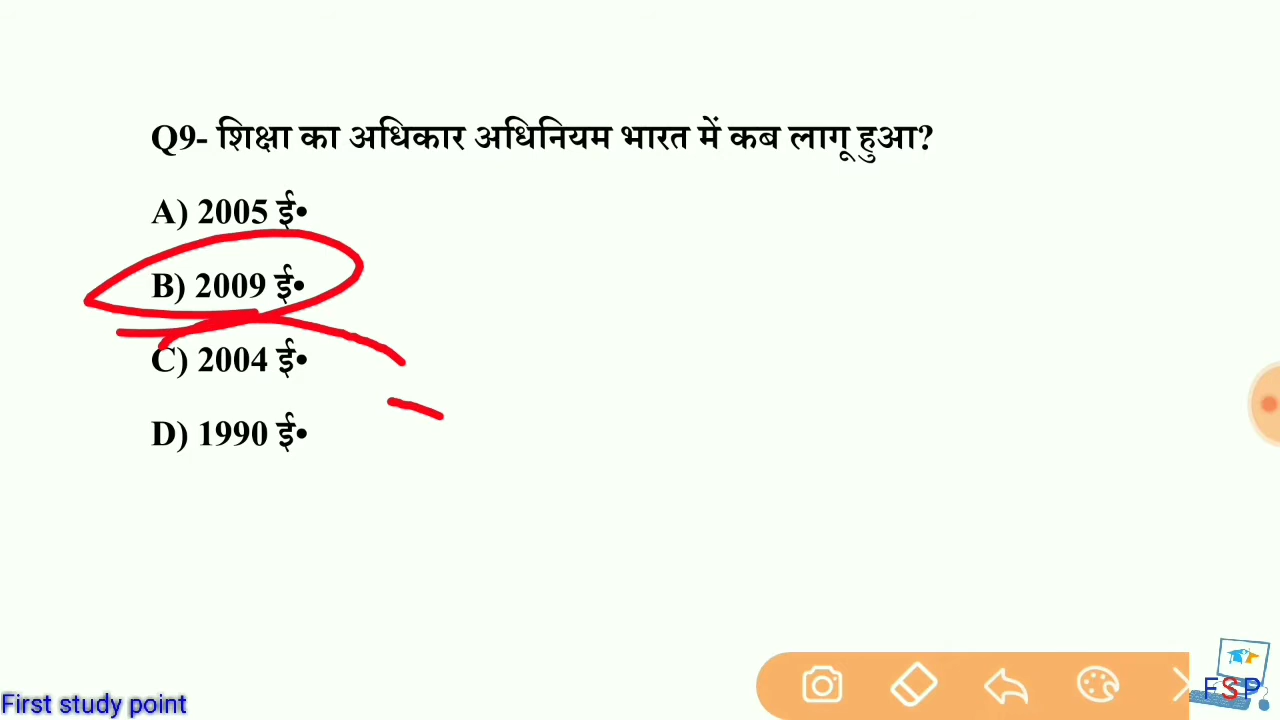 Q9- शिक्षा का अधिकार अधिनियम भारत में कब लागू हुआ?
A) 2005 ई•
B) 2009 ई•
C) 2004 ई•
D) 1990 ई•
First study point
FSP